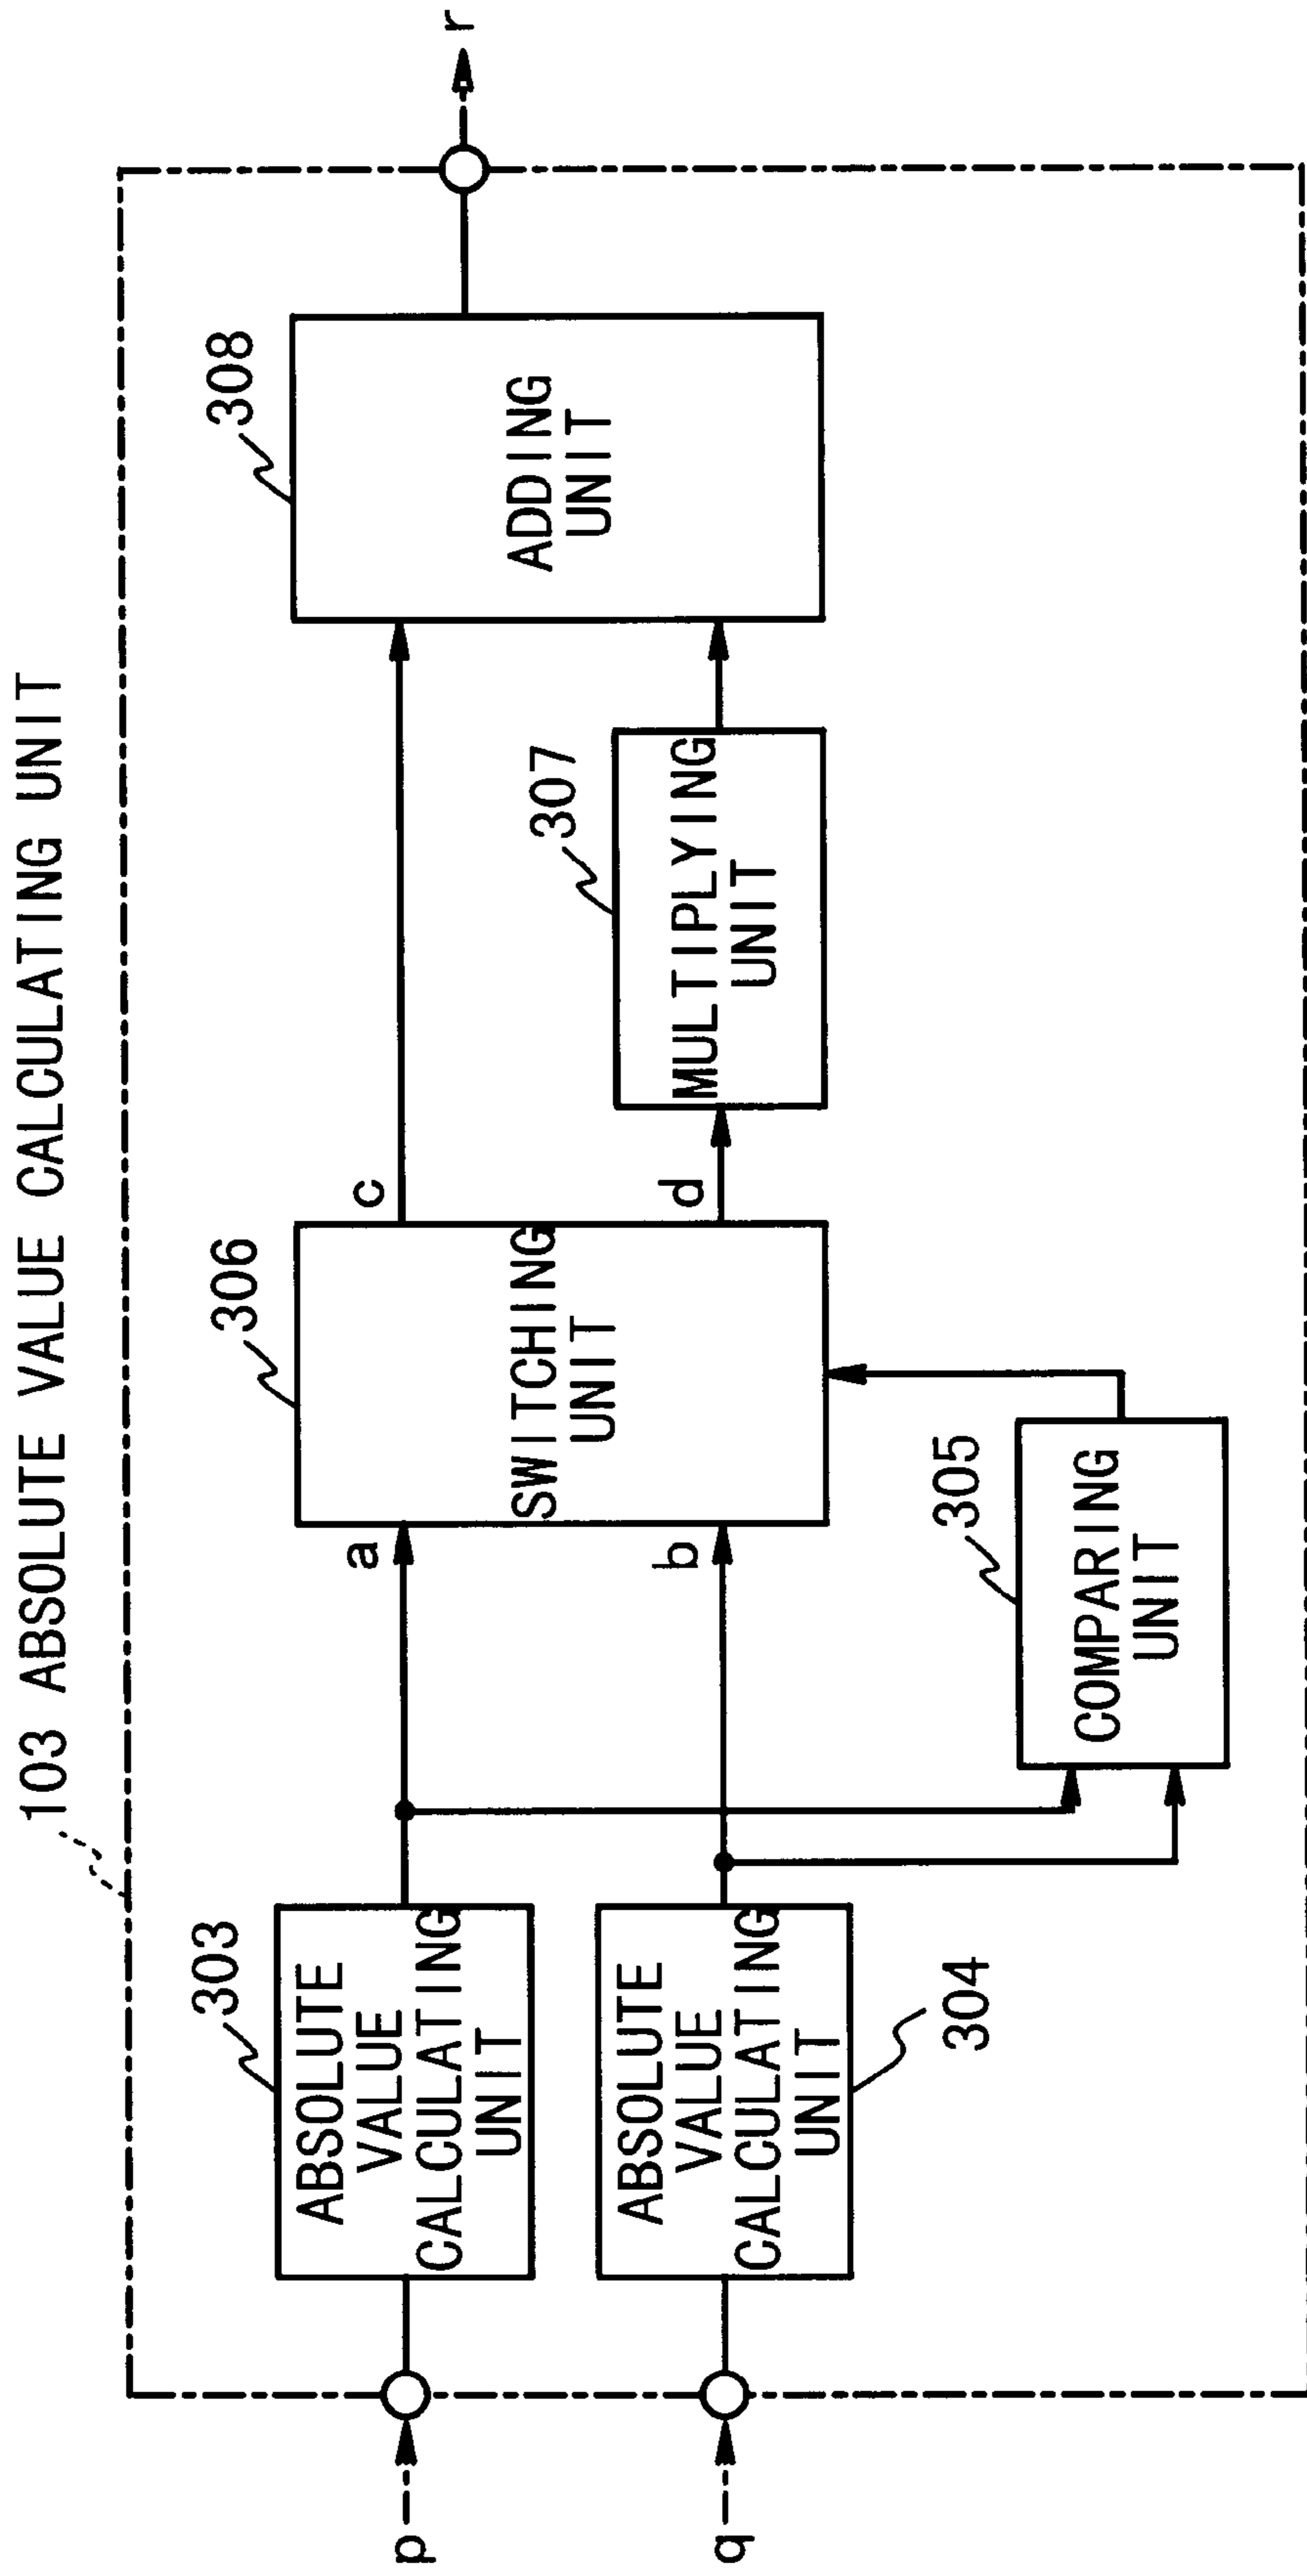 103 ABSOLUTE VALUE CALCULATING UNIT
303
ABSOLUTE
VALUE
CALCULATING
UNIT
304
ABSOLUTE
VALUE
CALCULATING
UNIT
305
COMPARING
UNIT
306
SWITCHING
UNIT
307
MULTIPLYING
UNIT
308
ADDING
UNIT
p
q
a
b
c
d
r